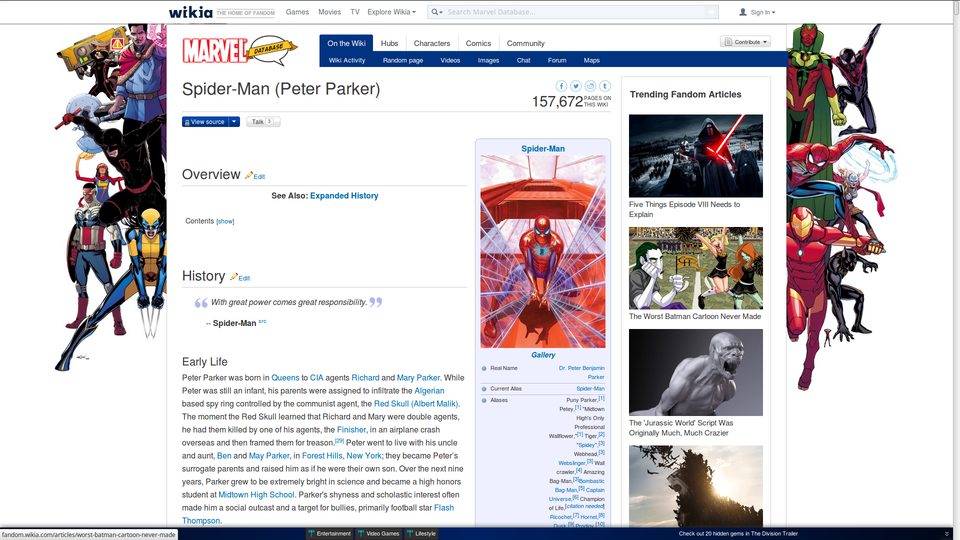 wikia THE HOME OF FANDOM Games Movies TV Explore Wikia Search Marvel Database... Sign In
MARVEL DATABASE
On the Wiki Hubs Characters Comics Community
Contribute
Wiki Activity Random page Videos Images Chat Forum Maps
Spider-Man (Peter Parker)
157,672 PAGES ON THIS WIKI
View source Talk 3
Overview Edit
See Also: Expanded History
Contents [show]
History Edit
With great power comes great responsibility.
-- Spider-Man src
Early Life
Peter Parker was born in Queens to CIA agents Richard and Mary Parker. While
Peter was still an infant, his parents were assigned to infiltrate the Algerian
based spy ring controlled by the communist agent, the Red Skull (Albert Malik).
The moment the Red Skull learned that Richard and Mary were double agents,
he had them killed by one of his agents, the Finisher, in an airplane crash
overseas and then framed them for treason.[29] Peter went to live with his uncle
and aunt, Ben and May Parker, in Forest Hills, New York; they became Peter's
surrogate parents and raised him as if he were their own son. Over the next nine
years, Parker grew to be extremely bright in science and became a high honors
student at Midtown High School. Parker's shyness and scholastic interest often
made him a social outcast and a target for bullies, primarily football star Flash
Thompson.
Spider-Man
Gallery
Real Name Dr. Peter Benjamin
Parker
Current Alias Spider-Man
Aliases Puny Parker,[1]
Petey,[1] "Midtown
High's Only
Professional
Wallflower,"[1] Tiger,[2]
"Spidey",[3]
Webhead,[3]
Webslinger,[3] Wall
crawler,[4] Amazing
Bag-Man,[5]Bombastic
Bag-Man,[5] Captain
Universe,[6] Champion
of Life,[citation needed]
Ricochet,[7] Hornet,[8]
Dusk,[9] Prodigy,[10]
Trending Fandom Articles
Five Things Episode VIII Needs to
Explain
The Worst Batman Cartoon Never Made
The 'Jurassic World' Script Was
Originally Much, Much Crazier
fandom.wikia.com/articles/worst-batman-cartoon-never-made
Entertainment Video Games Lifestyle
Check out 20 hidden gems in The Division Trailer